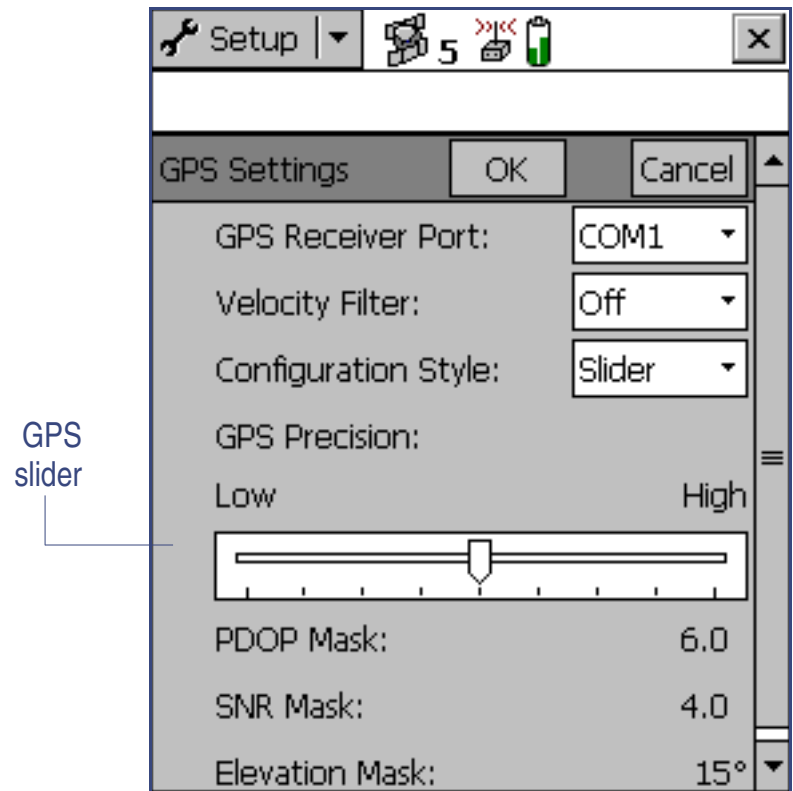 Setup
5
GPS Settings OK Cancel
GPS Receiver Port: COM1
Velocity Filter: Off
Configuration Style: Slider
GPS Precision:
GPS
slider
Low High
PDOP Mask: 6.0
SNR Mask: 4.0
Elevation Mask: 15°